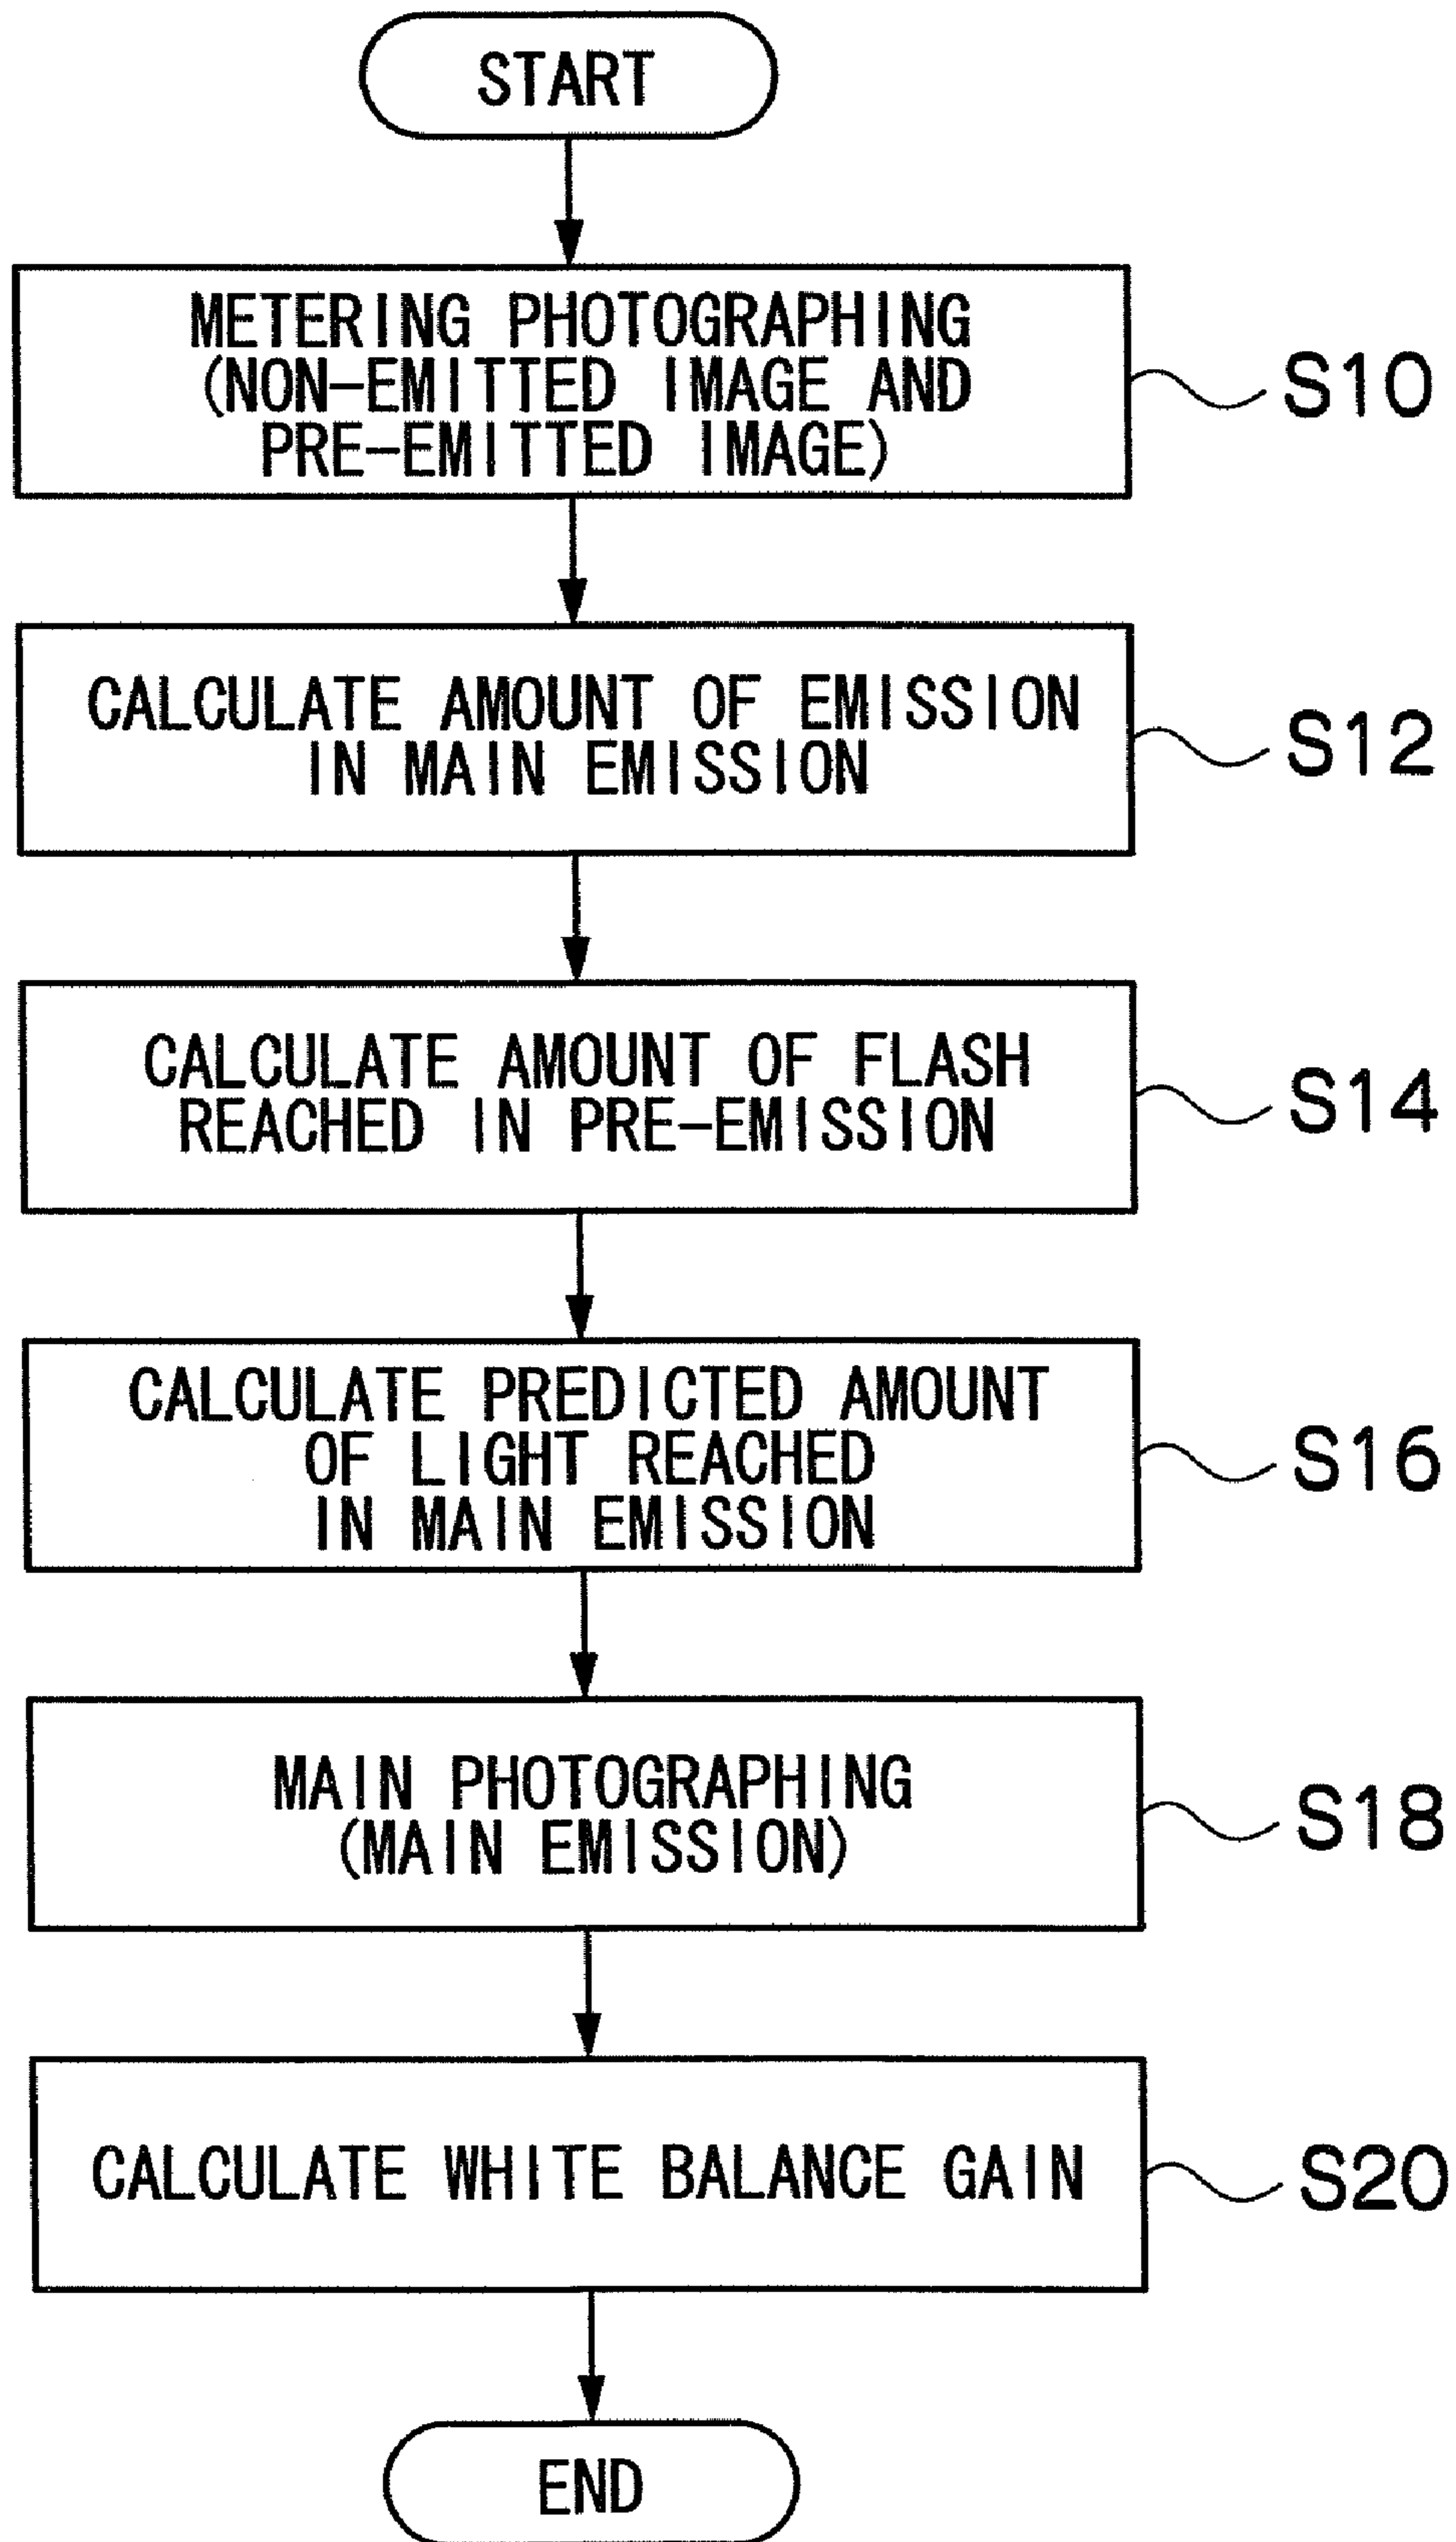 START
METERING PHOTOGRAPHING
(NON-EMITTED IMAGE AND
PRE-EMITTED IMAGE)
S10
CALCULATE AMOUNT OF EMISSION
IN MAIN EMISSION
S12
CALCULATE AMOUNT OF FLASH
REACHED IN PRE-EMISSION
S14
CALCULATE PREDICTED AMOUNT
OF LIGHT REACHED
IN MAIN EMISSION
S16
MAIN PHOTOGRAPHING
(MAIN EMISSION)
S18
CALCULATE WHITE BALANCE GAIN
S20
END